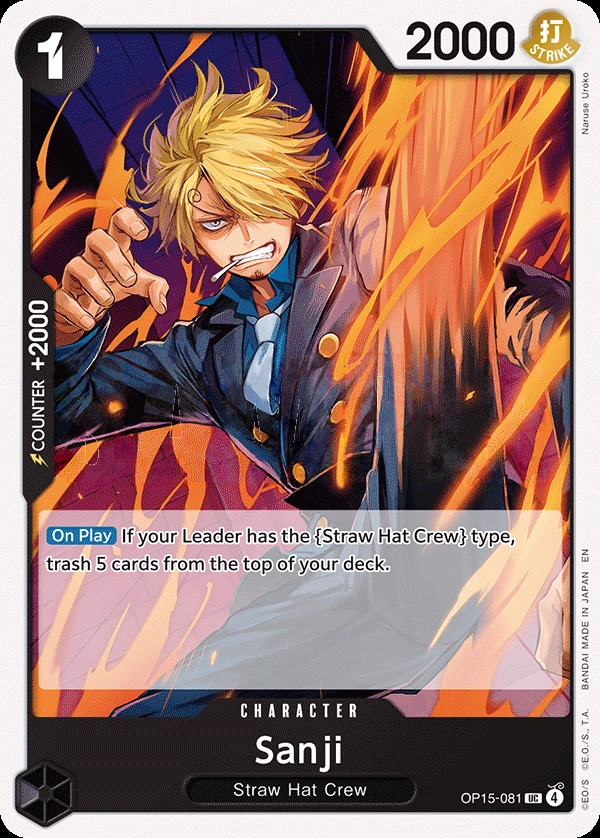 1
2000
打
STRIKE
Naruse Uroko
COUNTER +2000
On Play If your Leader has the {Straw Hat Crew} type,
trash 5 cards from the top of your deck.
CHARACTER
Sanji
Straw Hat Crew
OP15-081 UC 4
©E.O/S ©E.O./S., T.A. BANDAI MADE IN JAPAN EN